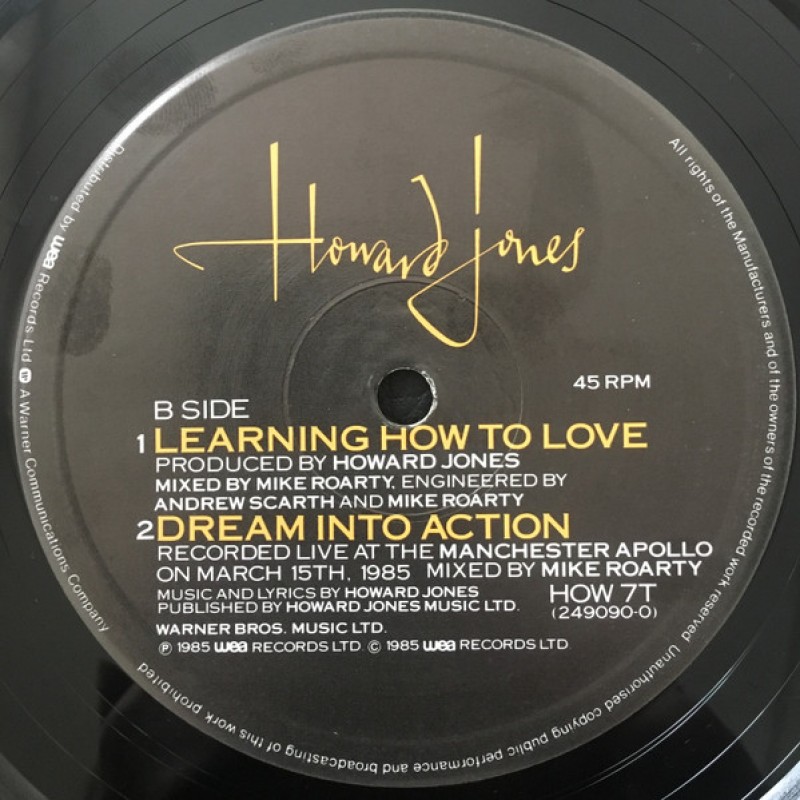 Howard Jones
45 RPM
B SIDE
1 LEARNING HOW TO LOVE
PRODUCED BY HOWARD JONES
MIXED BY MIKE ROARTY, ENGINEERED BY
ANDREW SCARTH AND MIKE ROARTY
2 DREAM INTO ACTION
RECORDED LIVE AT THE MANCHESTER APOLLO
ON MARCH 15TH, 1985 MIXED BY MIKE ROARTY
MUSIC AND LYRICS BY HOWARD JONES
PUBLISHED BY HOWARD JONES MUSIC LTD.
HOW 7T
(249090-0)
WARNER BROS. MUSIC LTD.
℗ 1985 wea RECORDS LTD © 1985 wea RECORDS LTD
All rights of the Manufacturers and of the owners of the recorded work reserved Unauthorised copying public performance and broadcasting of this work prohibited
Distributed by wea Records Ltd A Warner Communications Company